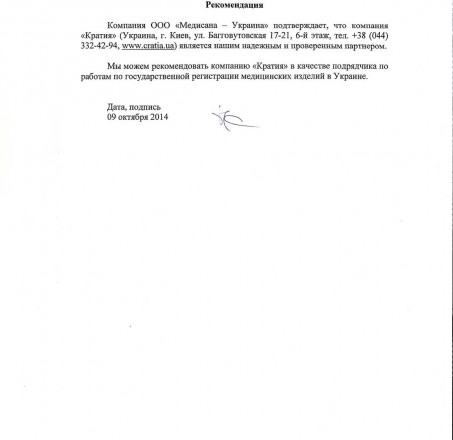 Рекомендация
Компания ООО «Медисана – Украина» подтверждает, что компания
«Кратия» (Украина, г. Киев, ул. Багговутовская 17-21, 6-й этаж, тел. +38 (044)
332-42-94, www.cratia.ua) является нашим надежным и проверенным партнером.
Мы можем рекомендовать компанию «Кратия» в качестве подрядчика по
работам по государственной регистрации медицинских изделий в Украине.
Дата, подпись
09 октября 2014